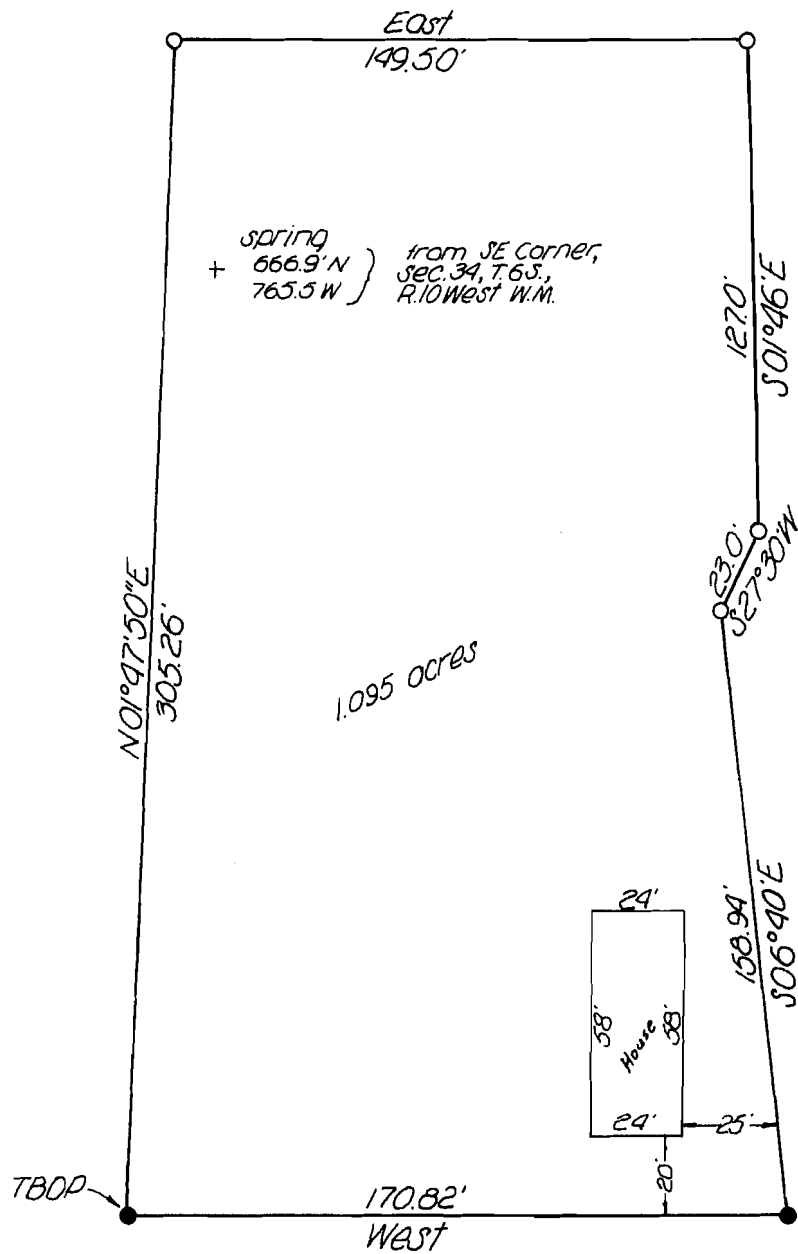 East
149.50'
spring
+ 666.9' N } from SE Corner,
765.5 W sec. 34, T.6S.,
R.10 West W.M.
127.0'
S01°46'E
23.0'
S27°30'W
N01°47'50"E
305.26'
1.095 acres
158.94'
S06°40'E
24'
58'
House
58'
24'
25'
20'
TBOP
170.82'
West